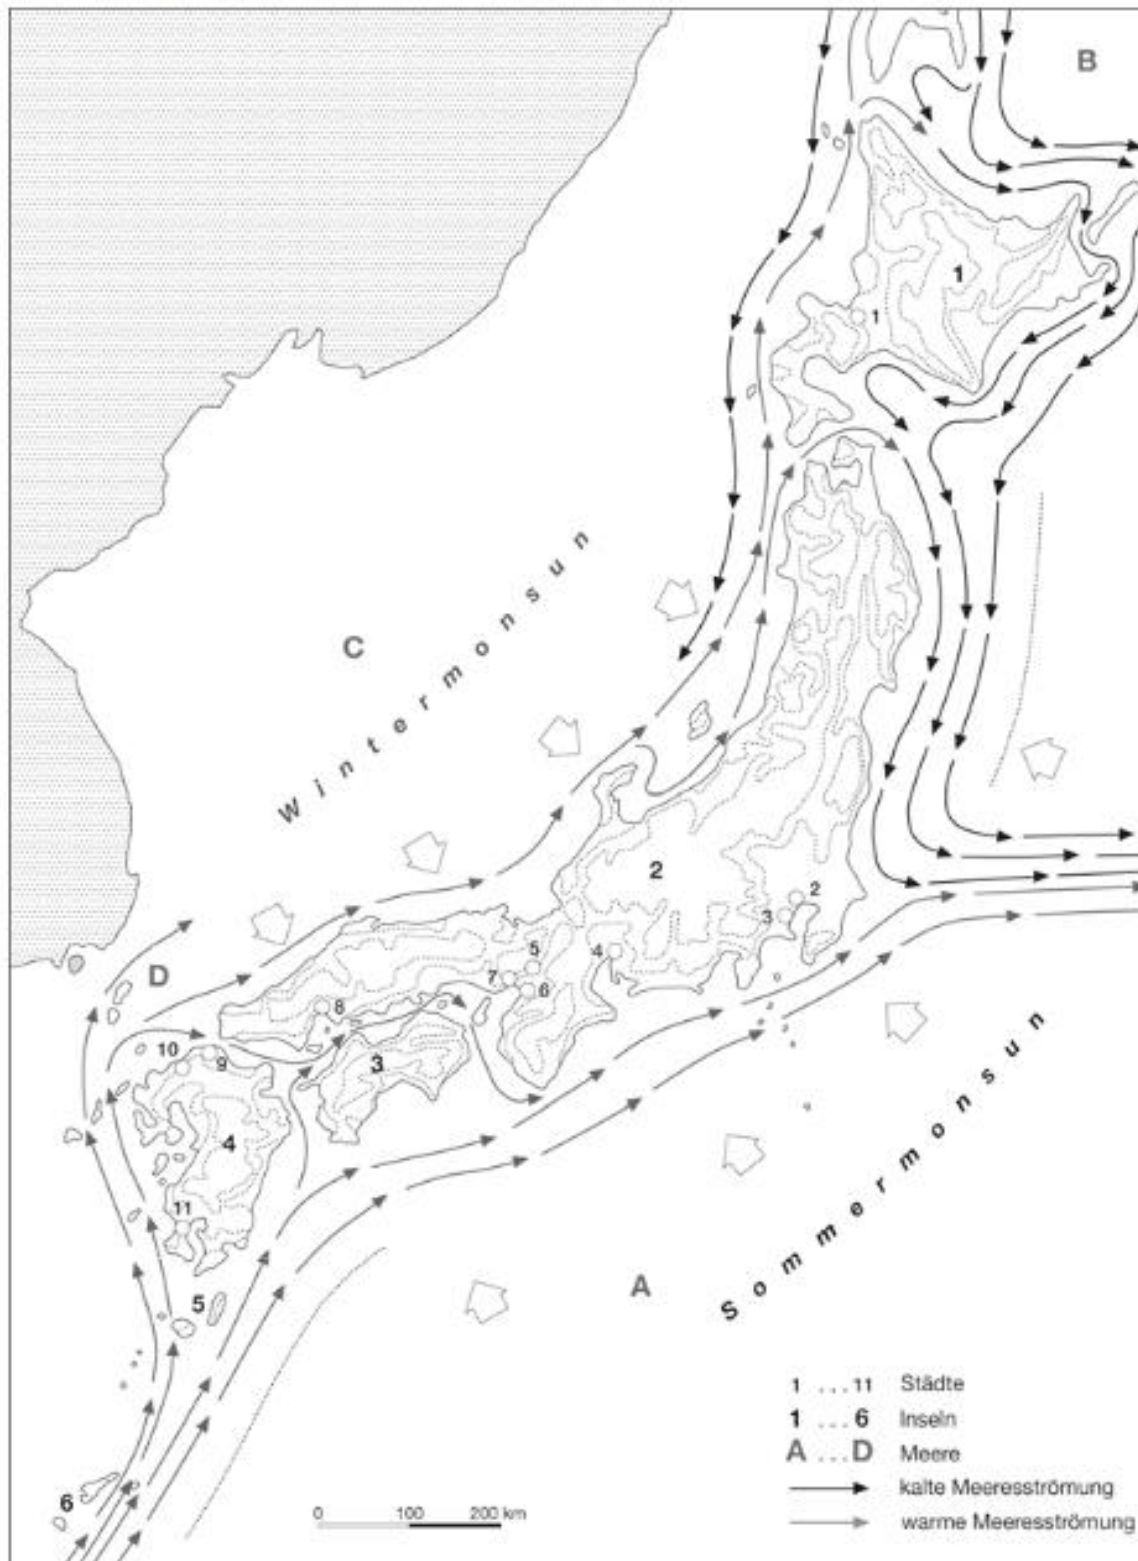 B
1
1
C
Wintermonsun
2
2
3
D
5
4
7
6
8
10
9
3
4
11
Sommermonsun
A
5
6
1 ... 11 Städte
1 ... 6 Inseln
A ... D Meere
kalte Meeresströmung
warme Meeresströmung
0 100 200 km